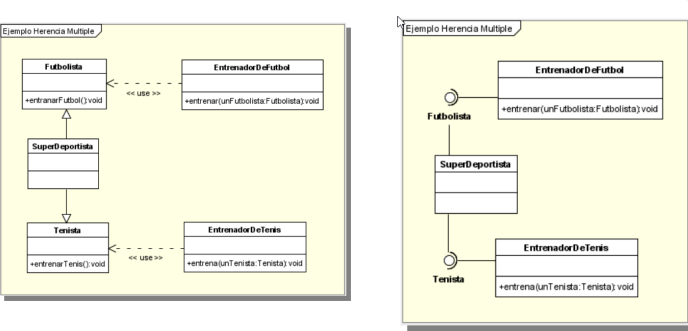 Ejemplo Herencia Multiple
Futbolista
+entranarFutbol():void
<< use >>
EntrenadorDeFutbol
+entrenar(unFutbolista:Futbolista):void
SuperDeportista
Tenista
+entrenarTenis():void
<< use >>
EntrenadorDeTenis
+entrena(unTenista:Tenista):void
Ejemplo Herencia Multiple
EntrenadorDeFutbol
+entrenar(unFutbolista:Futbolista):void
Futbolista
SuperDeportista
EntrenadorDeTenis
+entrena(unTenista:Tenista):void
Tenista